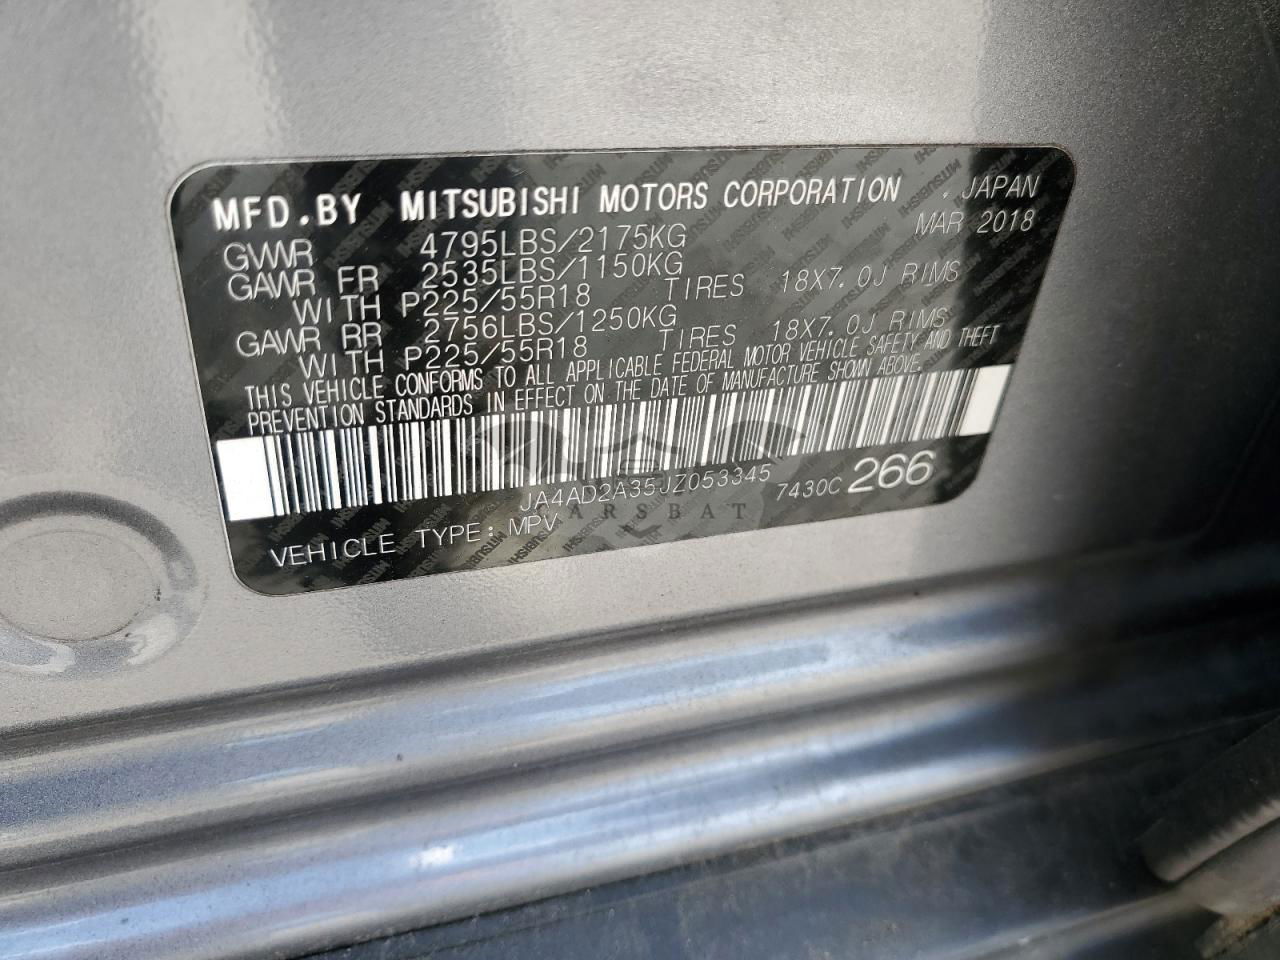 MFD.BY MITSUBISHI MOTORS CORPORATION , JAPAN
MAR 2018
GVWR 4795LBS/2175KG
GAWR FR 2535LBS/1150KG
WITH P225/55R18 TIRES 18X7.0J RIMS
GAWR RR 2756LBS/1250KG
WITH P225/55R18 TIRES 18X7.0J RIMS
THIS VEHICLE CONFORMS TO ALL APPLICABLE FEDERAL MOTOR VEHICLE SAFETY AND THEFT
PREVENTION STANDARDS IN EFFECT ON THE DATE OF MANUFACTURE SHOWN ABOVE.
JA4AD2A35JZ053345 7430C 266
CARSBAT
VEHICLE TYPE: MPV